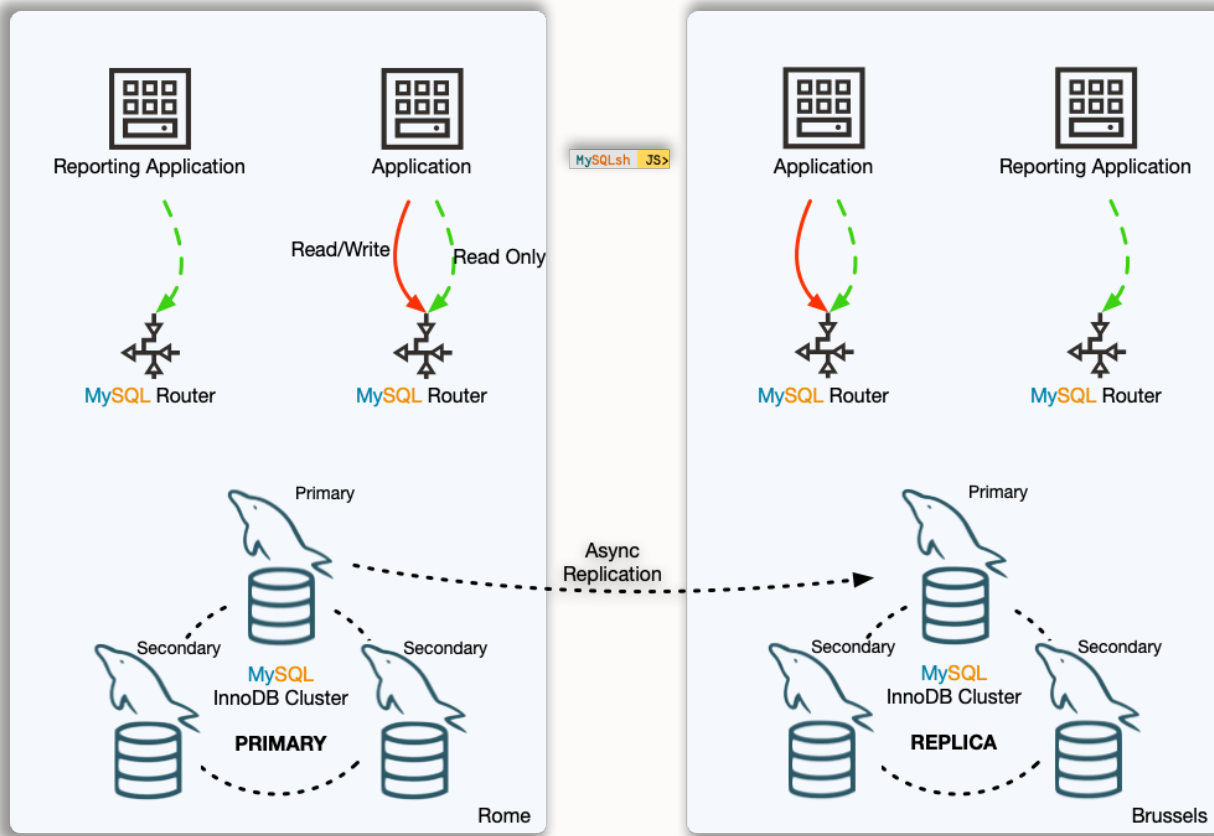 Reporting Application
Application
MySQLsh JS>
Application
Reporting Application
Read/Write
Read Only
MySQL Router
MySQL Router
MySQL Router
MySQL Router
Primary
Primary
Async
Replication
Secondary
Secondary
Secondary
Secondary
MySQL
InnoDB Cluster
MySQL
InnoDB Cluster
PRIMARY
REPLICA
Rome
Brussels